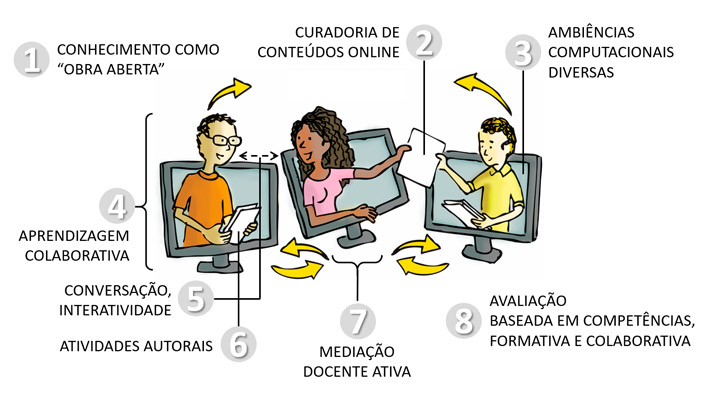 1 CONHECIMENTO COMO
“OBRA ABERTA”
CURADORIA DE
CONTEÚDOS ONLINE 2
3 AMBIÊNCIAS
COMPUTACIONAIS
DIVERSAS
4
APRENDIZAGEM
COLABORATIVA
CONVERSAÇÃO,
INTERATIVIDADE 5
ATIVIDADES AUTORAIS 6
7
MEDIAÇÃO
DOCENTE ATIVA
8 AVALIAÇÃO
BASEADA EM COMPETÊNCIAS,
FORMATIVA E COLABORATIVA